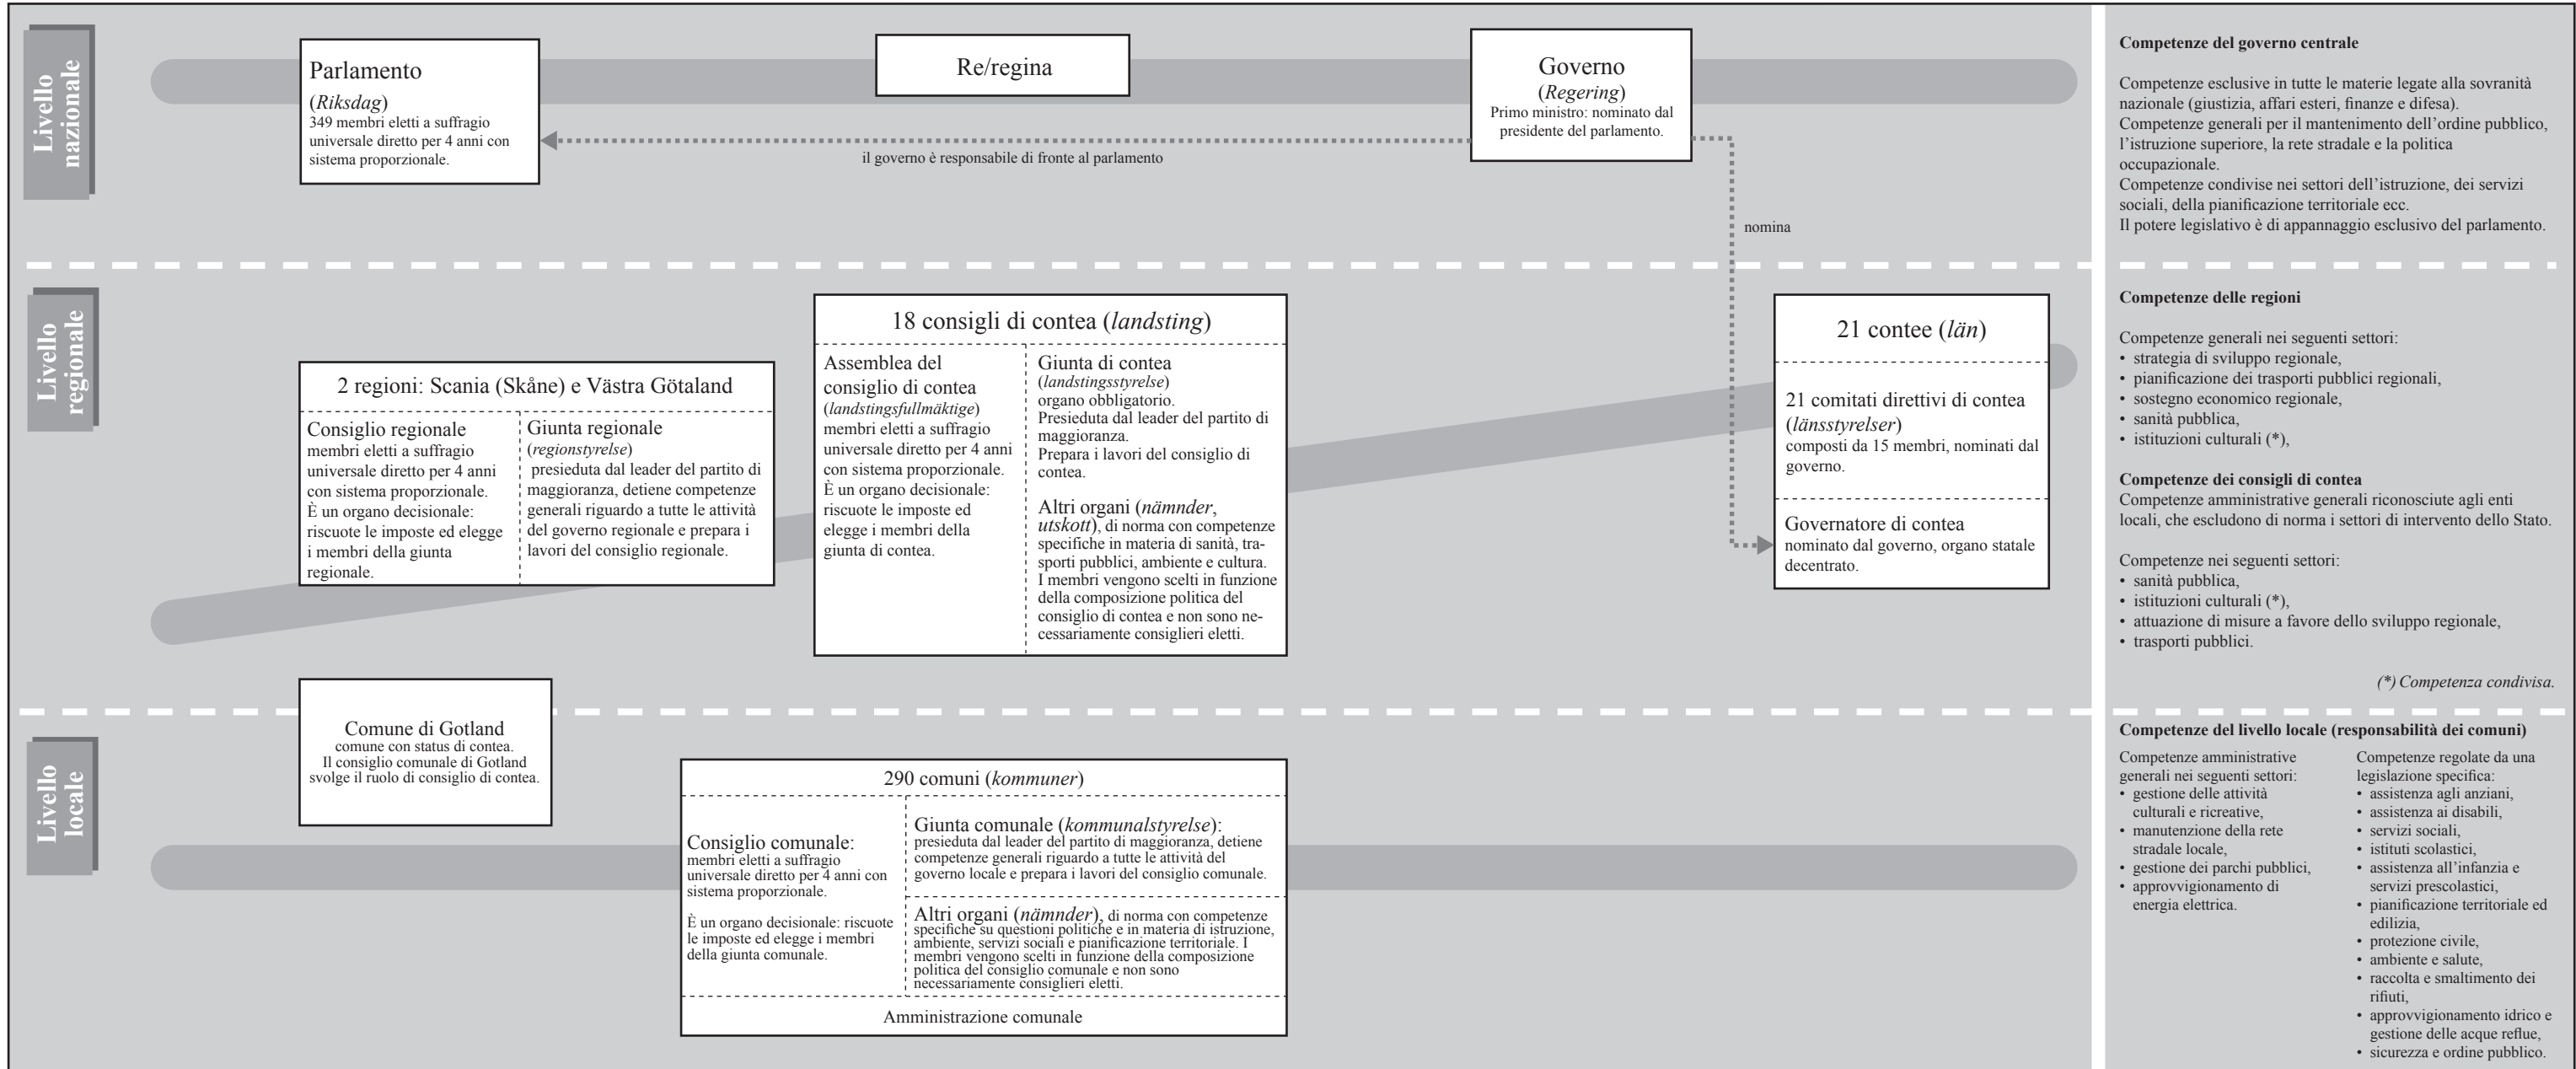 Livello
nazionale
Parlamento
(Riksdag)
349 membri eletti a suffragio
universale diretto per 4 anni con
sistema proporzionale.
Re/regina
Governo
(Regering)
Primo ministro: nominato dal
presidente del parlamento.
il governo è responsabile di fronte al parlamento
nomina
Competenze del governo centrale
Competenze esclusive in tutte le materie legate alla sovranità
nazionale (giustizia, affari esteri, finanze e difesa).
Competenze generali per il mantenimento dell’ordine pubblico,
l’istruzione superiore, la rete stradale e la politica
occupazionale.
Competenze condivise nei settori dell’istruzione, dei servizi
sociali, della pianificazione territoriale ecc.
Il potere legislativo è di appannaggio esclusivo del parlamento.
Livello
regionale
2 regioni: Scania (Skåne) e Västra Götaland
Consiglio regionale
membri eletti a suffragio
universale diretto per 4 anni
con sistema proporzionale.
È un organo decisionale:
riscuote le imposte ed elegge
i membri della giunta
regionale.
Giunta regionale
(regionstyrelse)
presieduta dal leader del partito di
maggioranza, detiene competenze
generali riguardo a tutte le attività
del governo regionale e prepara i
lavori del consiglio regionale.
18 consigli di contea (landsting)
Assemblea del
consiglio di contea
(landstingsfullmäktige)
membri eletti a suffragio
universale diretto per 4 anni
con sistema proporzionale.
È un organo decisionale:
riscuote le imposte ed
elegge i membri della
giunta di contea.
Giunta di contea
(landstingsstyrelse)
organo obbligatorio.
Presieduta dal leader del partito di
maggioranza.
Prepara i lavori del consiglio di
contea.
Altri organi (nämnder,
utskott), di norma con competenze
specifiche in materia di sanità, tra-
sporti pubblici, ambiente e cultura.
I membri vengono scelti in funzione
della composizione politica del
consiglio di contea e non sono ne-
cessariamente consiglieri eletti.
21 contee (län)
21 comitati direttivi di contea
(länsstyrelser)
composti da 15 membri, nominati dal
governo.
Governatore di contea
nominato dal governo, organo statale
decentrato.
Competenze delle regioni
Competenze generali nei seguenti settori:
• strategia di sviluppo regionale,
• pianificazione dei trasporti pubblici regionali,
• sostegno economico regionale,
• sanità pubblica,
• istituzioni culturali (*),
Competenze dei consigli di contea
Competenze amministrative generali riconosciute agli enti
locali, che escludono di norma i settori di intervento dello Stato.
Competenze nei seguenti settori:
• sanità pubblica,
• istituzioni culturali (*),
• attuazione di misure a favore dello sviluppo regionale,
• trasporti pubblici.
(*) Competenza condivisa.
Livello
locale
Comune di Gotland
comune con status di contea.
Il consiglio comunale di Gotland
svolge il ruolo di consiglio di contea.
290 comuni (kommuner)
Consiglio comunale:
membri eletti a suffragio
universale diretto per 4 anni con
sistema proporzionale.
È un organo decisionale: riscuote
le imposte ed elegge i membri
della giunta comunale.
Giunta comunale (kommunalstyrelse):
presieduta dal leader del partito di maggioranza, detiene
competenze generali riguardo a tutte le attività del
governo locale e prepara i lavori del consiglio comunale.
Altri organi (nämnder), di norma con competenze
specifiche su questioni politiche e in materia di istruzione,
ambiente, servizi sociali e pianificazione territoriale. I
membri vengono scelti in funzione della composizione
politica del consiglio comunale e non sono
necessariamente consiglieri eletti.
Amministrazione comunale
Competenze del livello locale (responsabilità dei comuni)
Competenze amministrative
generali nei seguenti settori:
• gestione delle attività
culturali e ricreative,
• manutenzione della rete
stradale locale,
• gestione dei parchi pubblici,
• approvvigionamento di
energia elettrica.
Competenze regolate da una
legislazione specifica:
• assistenza agli anziani,
• assistenza ai disabili,
• servizi sociali,
• istituti scolastici,
• assistenza all’infanzia e
servizi prescolastici,
• pianificazione territoriale ed
edilizia,
• protezione civile,
• ambiente e salute,
• raccolta e smaltimento dei
rifiuti,
• approvvigionamento idrico e
gestione delle acque reflue,
• sicurezza e ordine pubblico.